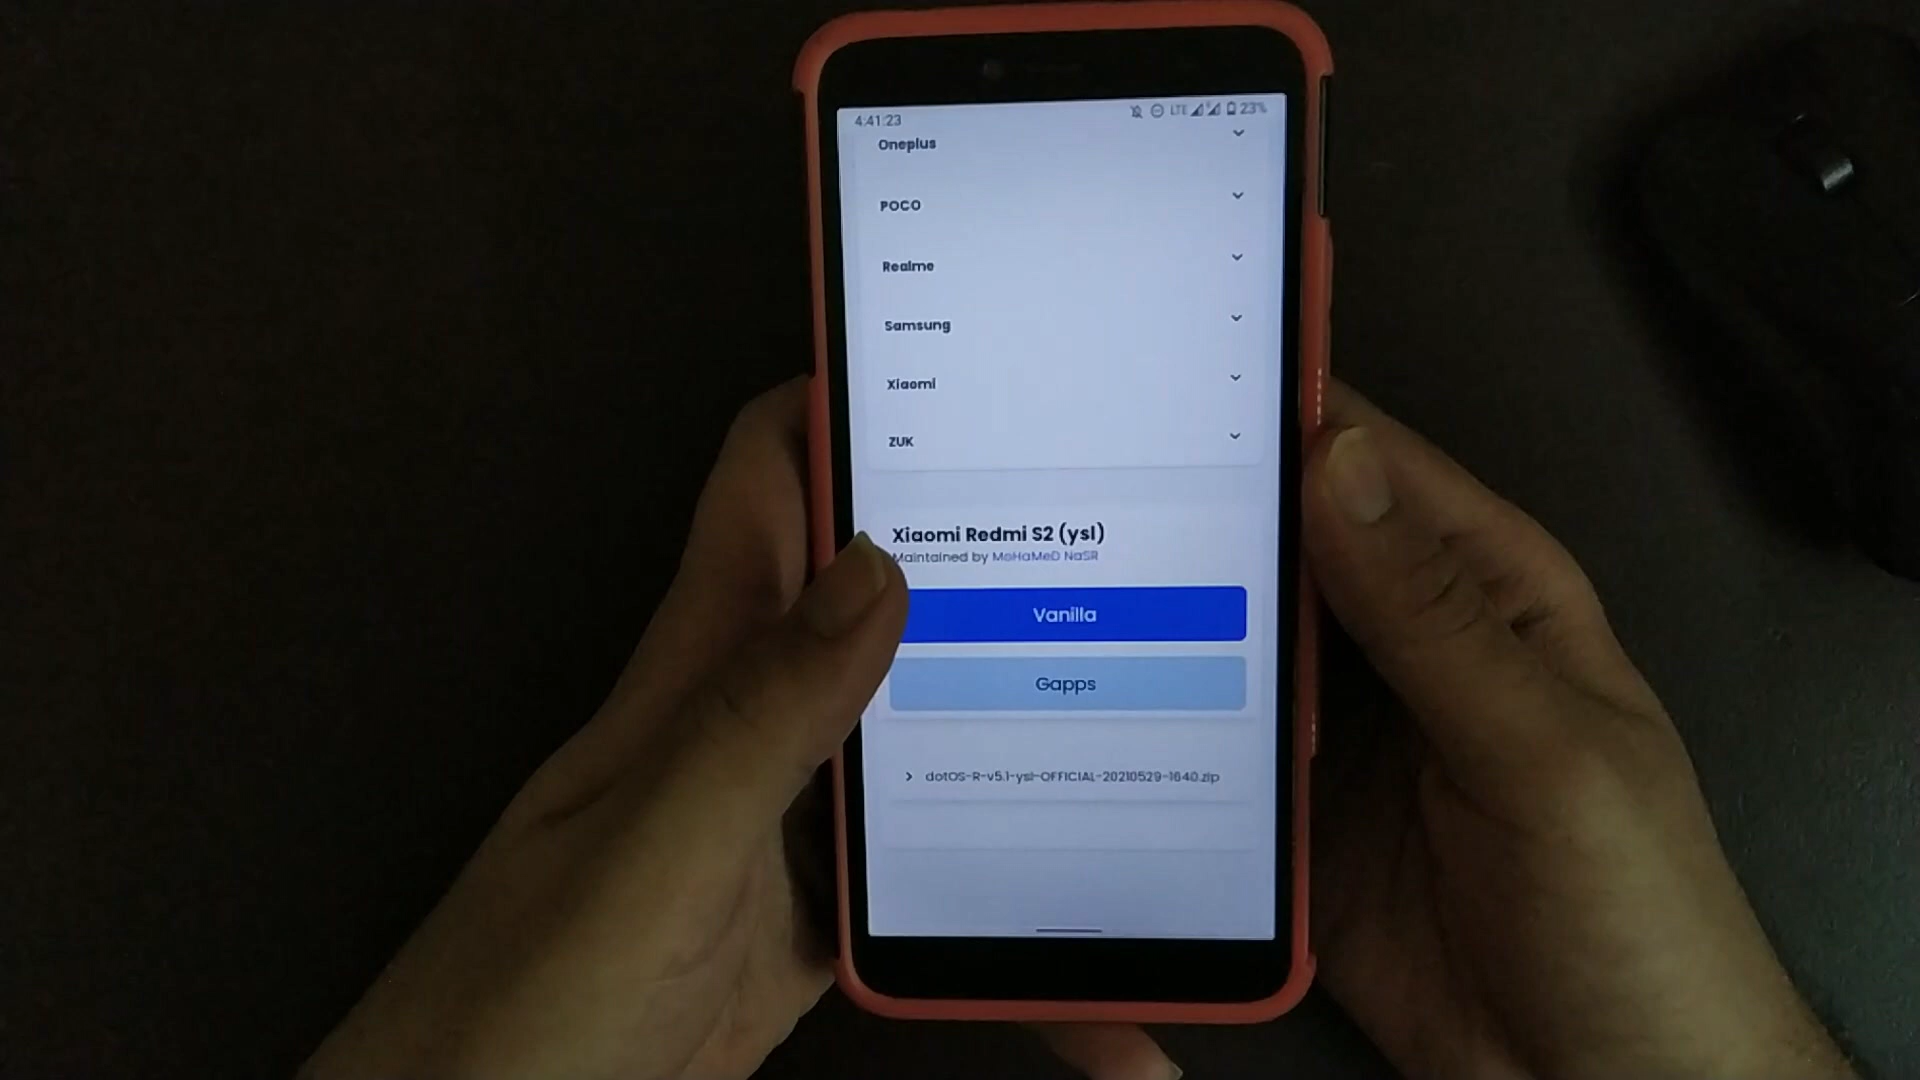 4:41:23 LTE 23%
Oneplus
POCO
Realme
Samsung
Xiaomi
ZUK
Xiaomi Redmi S2 (ysl)
Maintained by MoHaMeD NaSR
Vanilla
Gapps
dotOS-R-v5.1-ysl-OFFICIAL-20210529-1640.zip